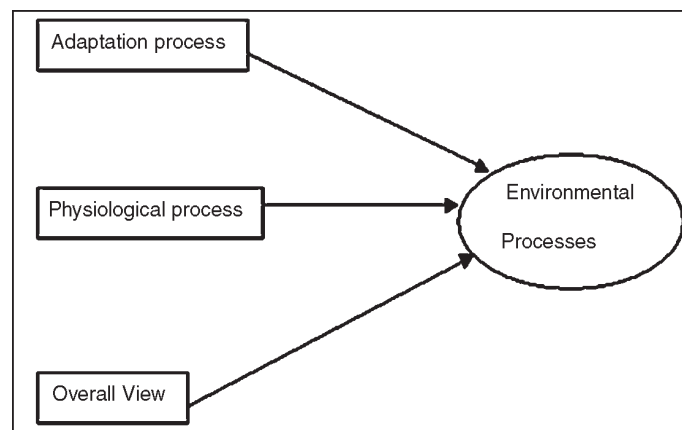 Adaptation process
Physiological process
Environmental
Processes
Overall View